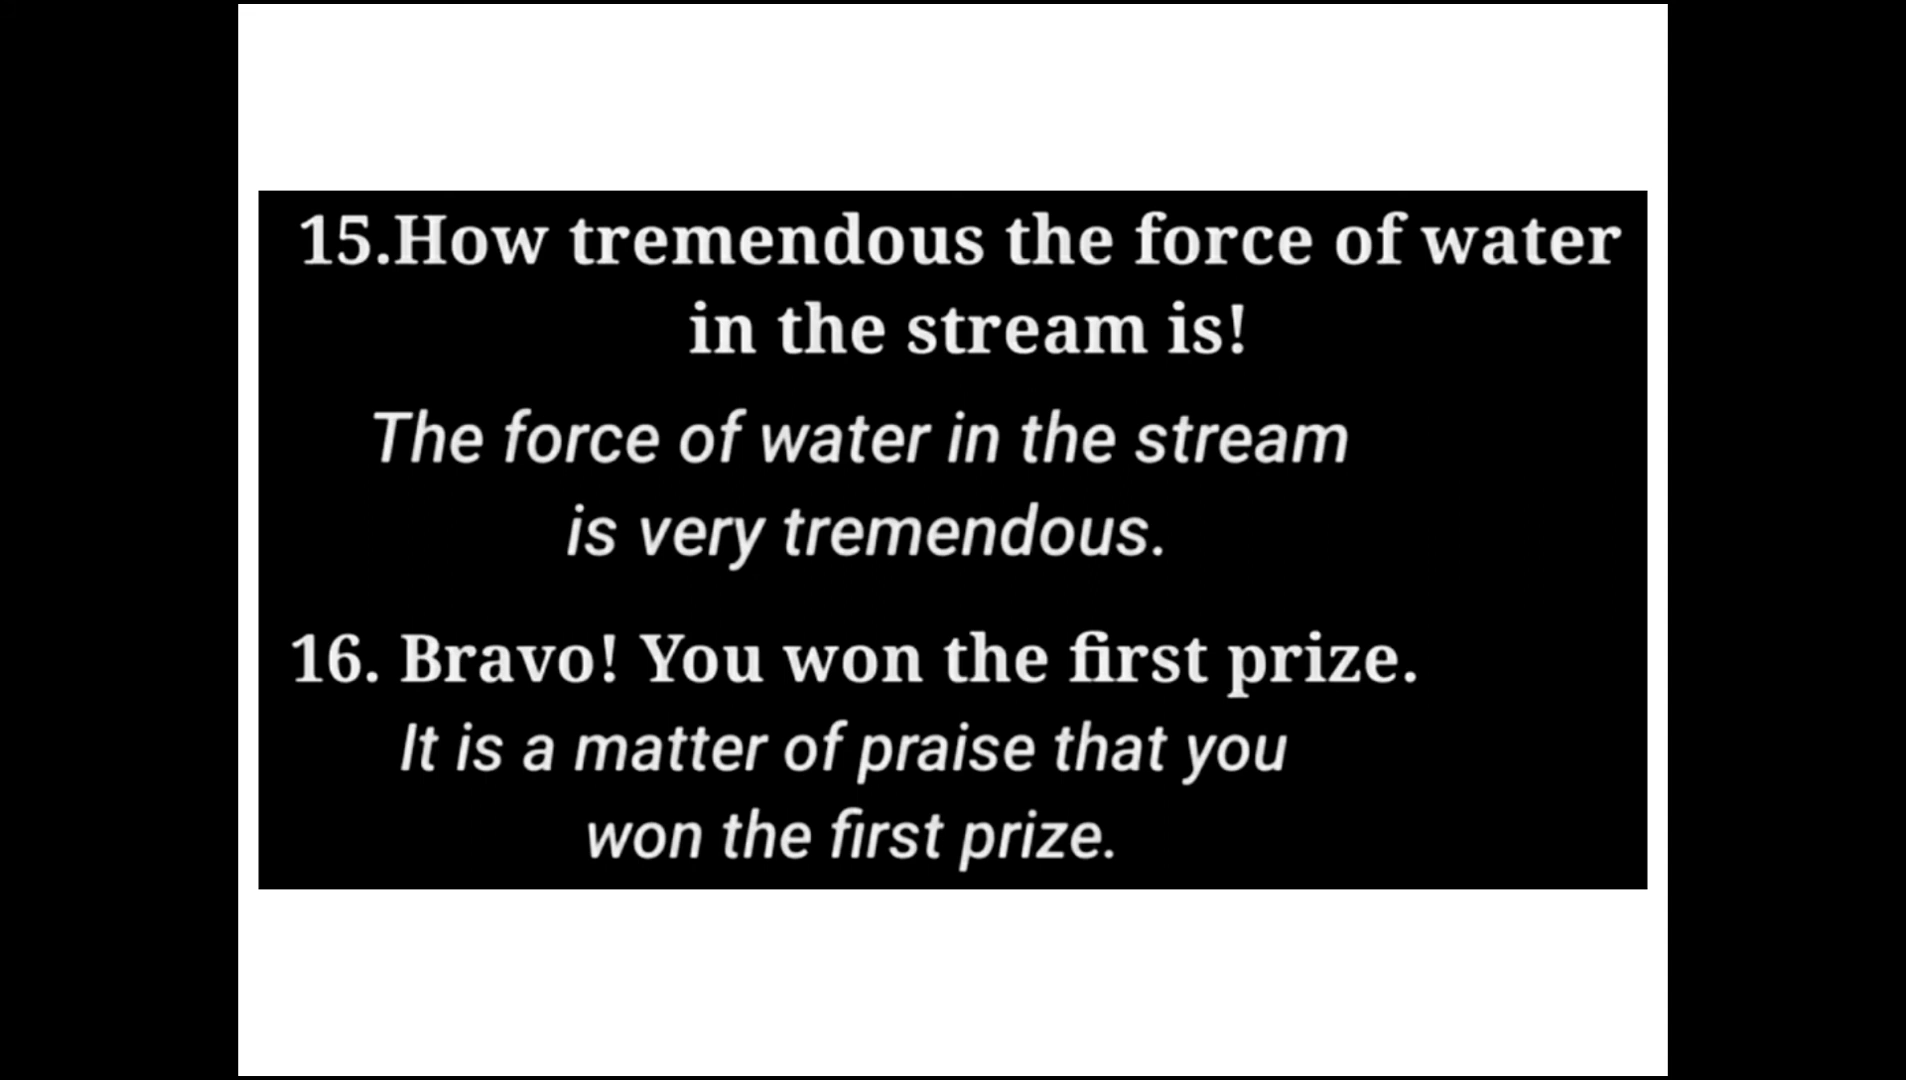 15.How tremendous the force of water
in the stream is!
The force of water in the stream
is very tremendous.
16. Bravo! You won the first prize.
It is a matter of praise that you
won the first prize.